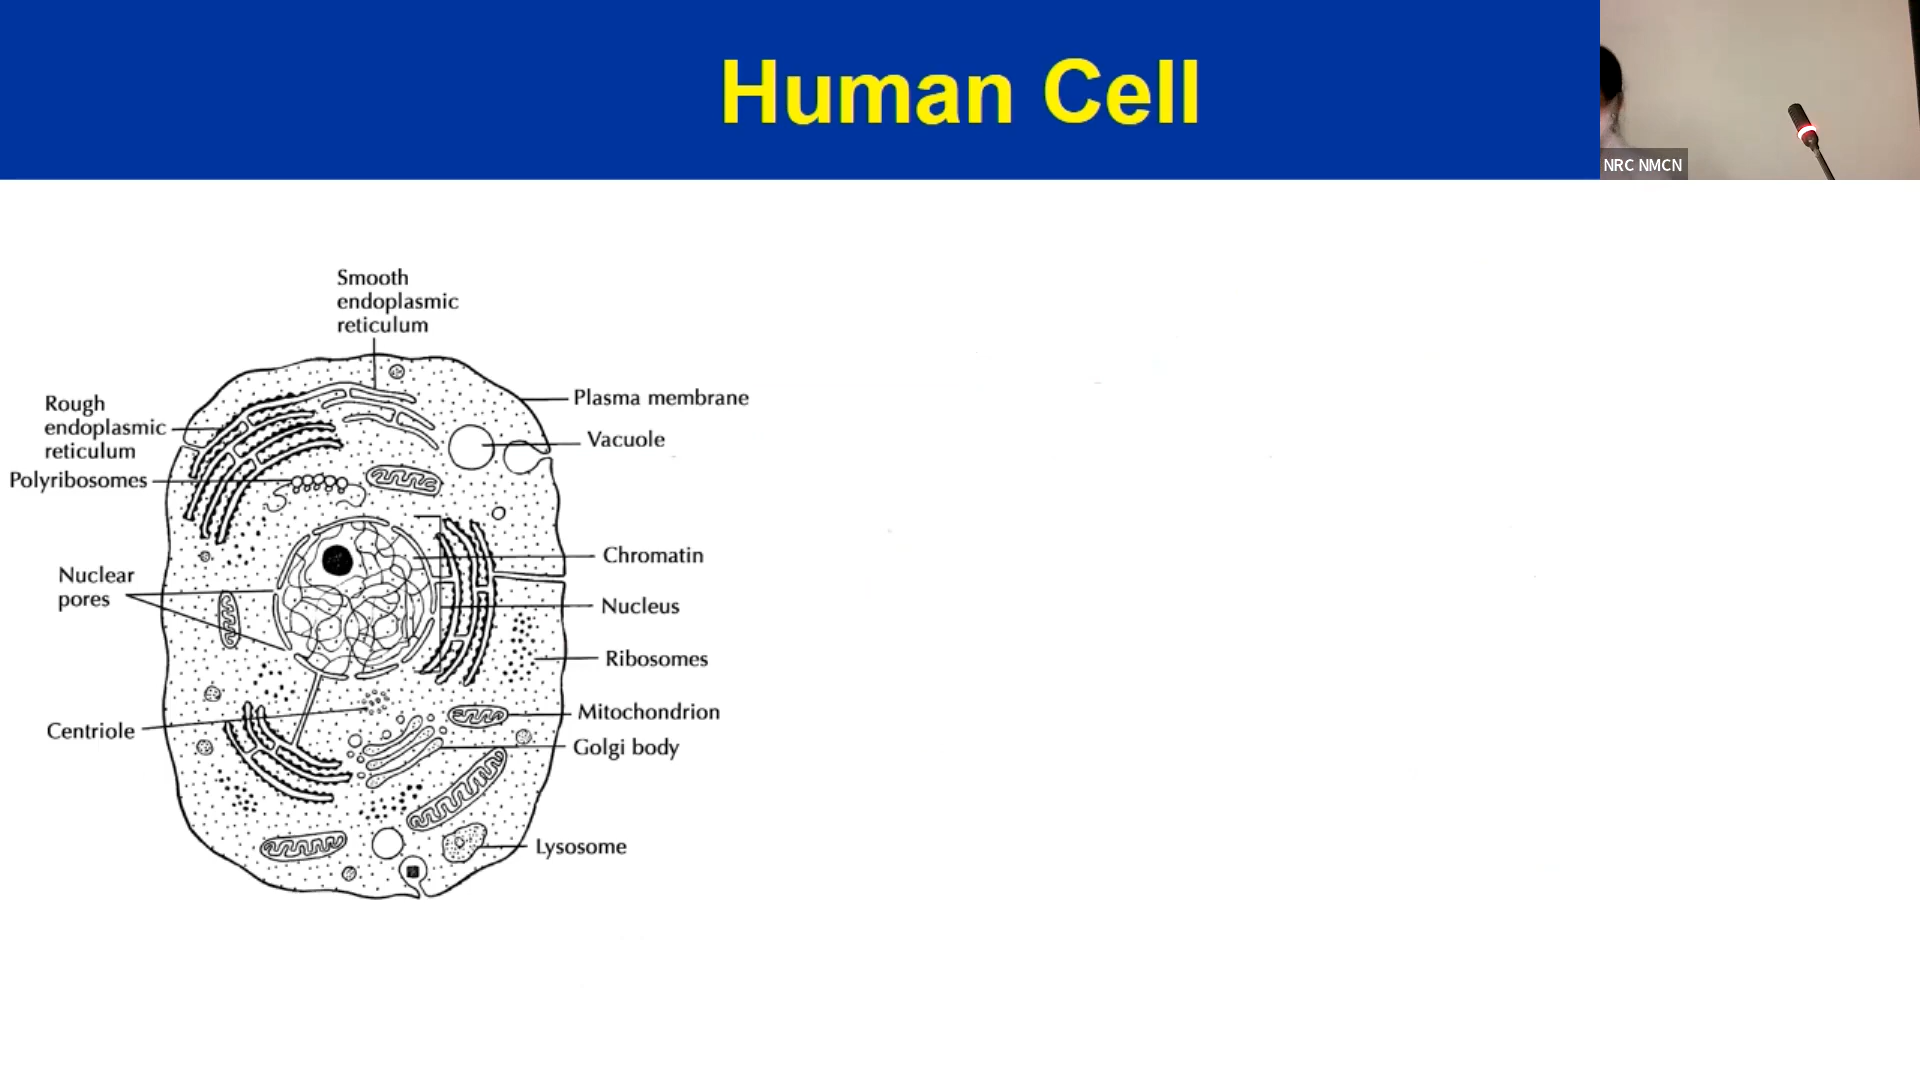 Human Cell
NRC NMCN
Smooth
endoplasmic
reticulum
Rough
endoplasmic
reticulum
Polyribosomes
Nuclear
pores
Centriole
Plasma membrane
Vacuole
Chromatin
Nucleus
Ribosomes
Mitochondrion
Golgi body
Lysosome